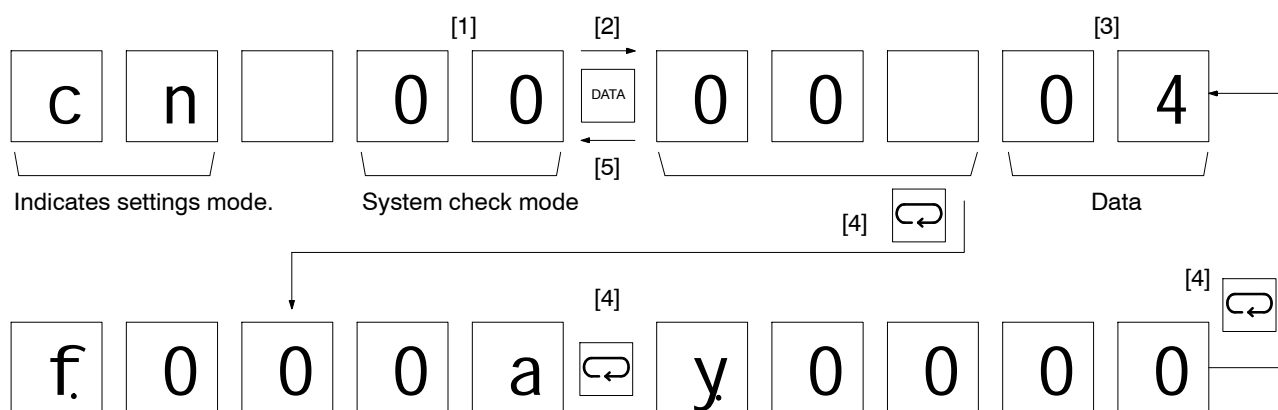 [1] [2] [3]
c n 0 0 DATA 0 0 0 4
[5]
Indicates settings mode. System check mode Data
[4]
[4] [4]
f. 0 0 0 a y. 0 0 0 0